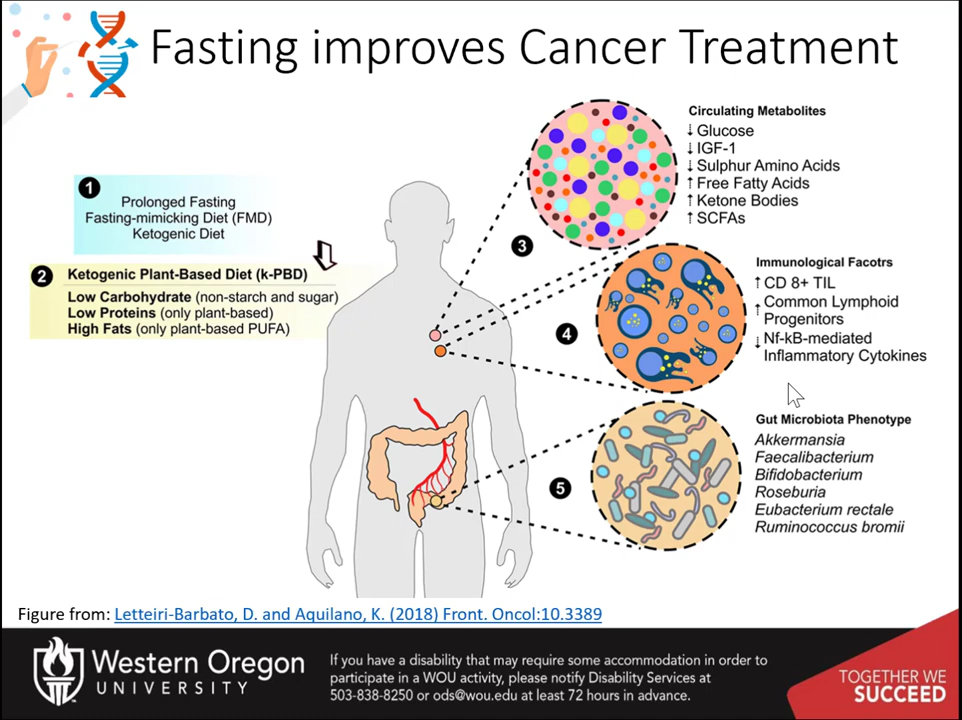 Fasting improves Cancer Treatment
1
Prolonged Fasting
Fasting-mimicking Diet (FMD)
Ketogenic Diet
2
Ketogenic Plant-Based Diet (k-PBD)
Low Carbohydrate (non-starch and sugar)
Low Proteins (only plant-based)
High Fats (only plant-based PUFA)
3
Circulating Metabolites
↓ Glucose
↓ IGF-1
↓ Sulphur Amino Acids
↑ Free Fatty Acids
↑ Ketone Bodies
↑ SCFAs
4
Immunological Facotrs
↑ CD 8+ TIL
↑ Common Lymphoid
Progenitors
↓ Nf-kB-mediated
Inflammatory Cytokines
5
Gut Microbiota Phenotype
Akkermansia
Faecalibacterium
Bifidobacterium
Roseburia
Eubacterium rectale
Ruminococcus bromii
Figure from: Letteiri-Barbato, D. and Aquilano, K. (2018) Front. Oncol:10.3389
Western Oregon
UNIVERSITY
If you have a disability that may require some accommodation in order to
participate in a WOU activity, please notify Disability Services at
503-838-8250 or ods@wou.edu at least 72 hours in advance.
TOGETHER WE
SUCCEED